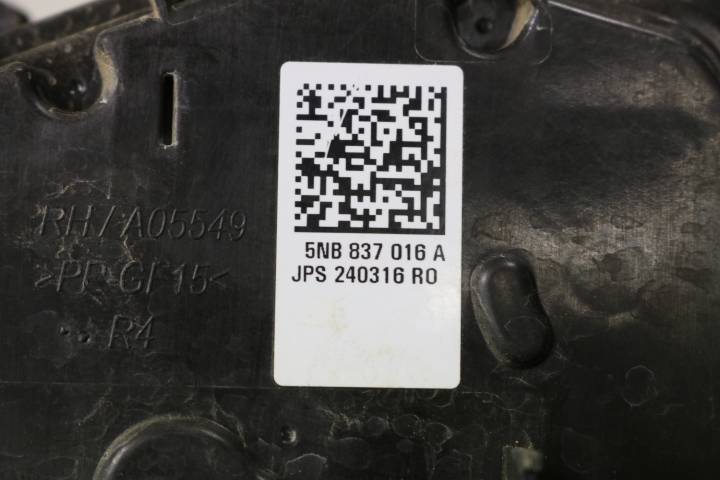 5NB 837 016 A
JPS 240316 RO
RH/A05549
>PP GF15<
R4